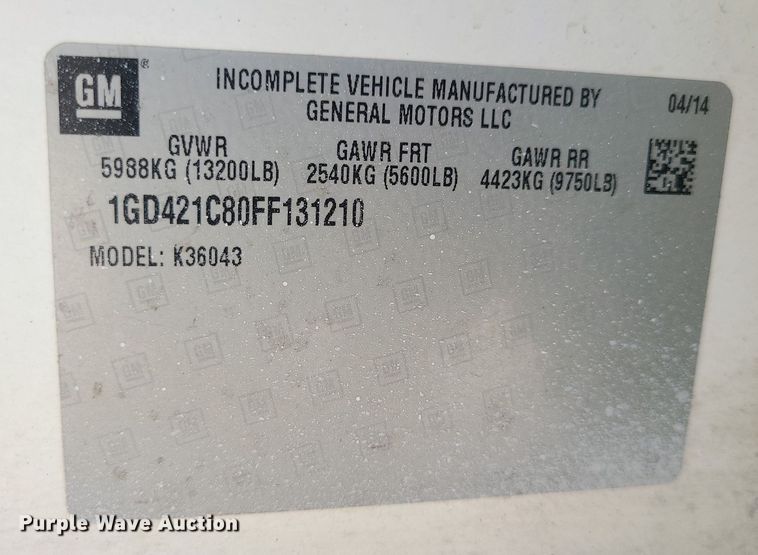 GM®
INCOMPLETE VEHICLE MANUFACTURED BY
GENERAL MOTORS LLC
04/14
GVWR GAWR FRT GAWR RR
5988KG (13200LB) 2540KG (5600LB) 4423KG (9750LB)
1GD421C80FF131210
MODEL: K36043
Purple Wave Auction